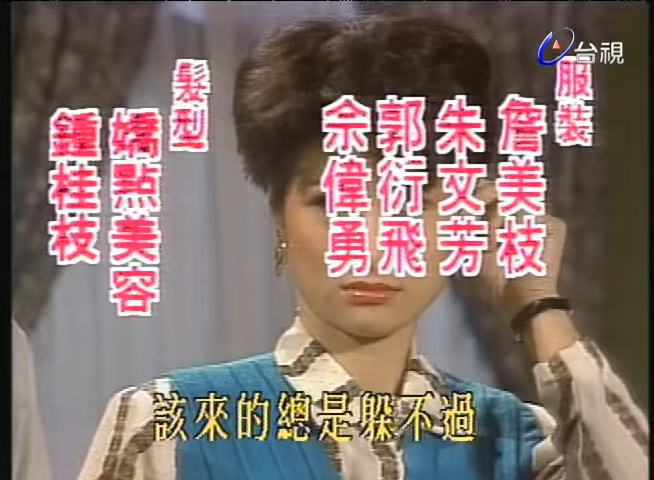 台視
服裝
詹美枝
朱文芳
郭衍飛
余偉勇
髮型
嬌點美容
鍾桂枝
該來的總是躲不過